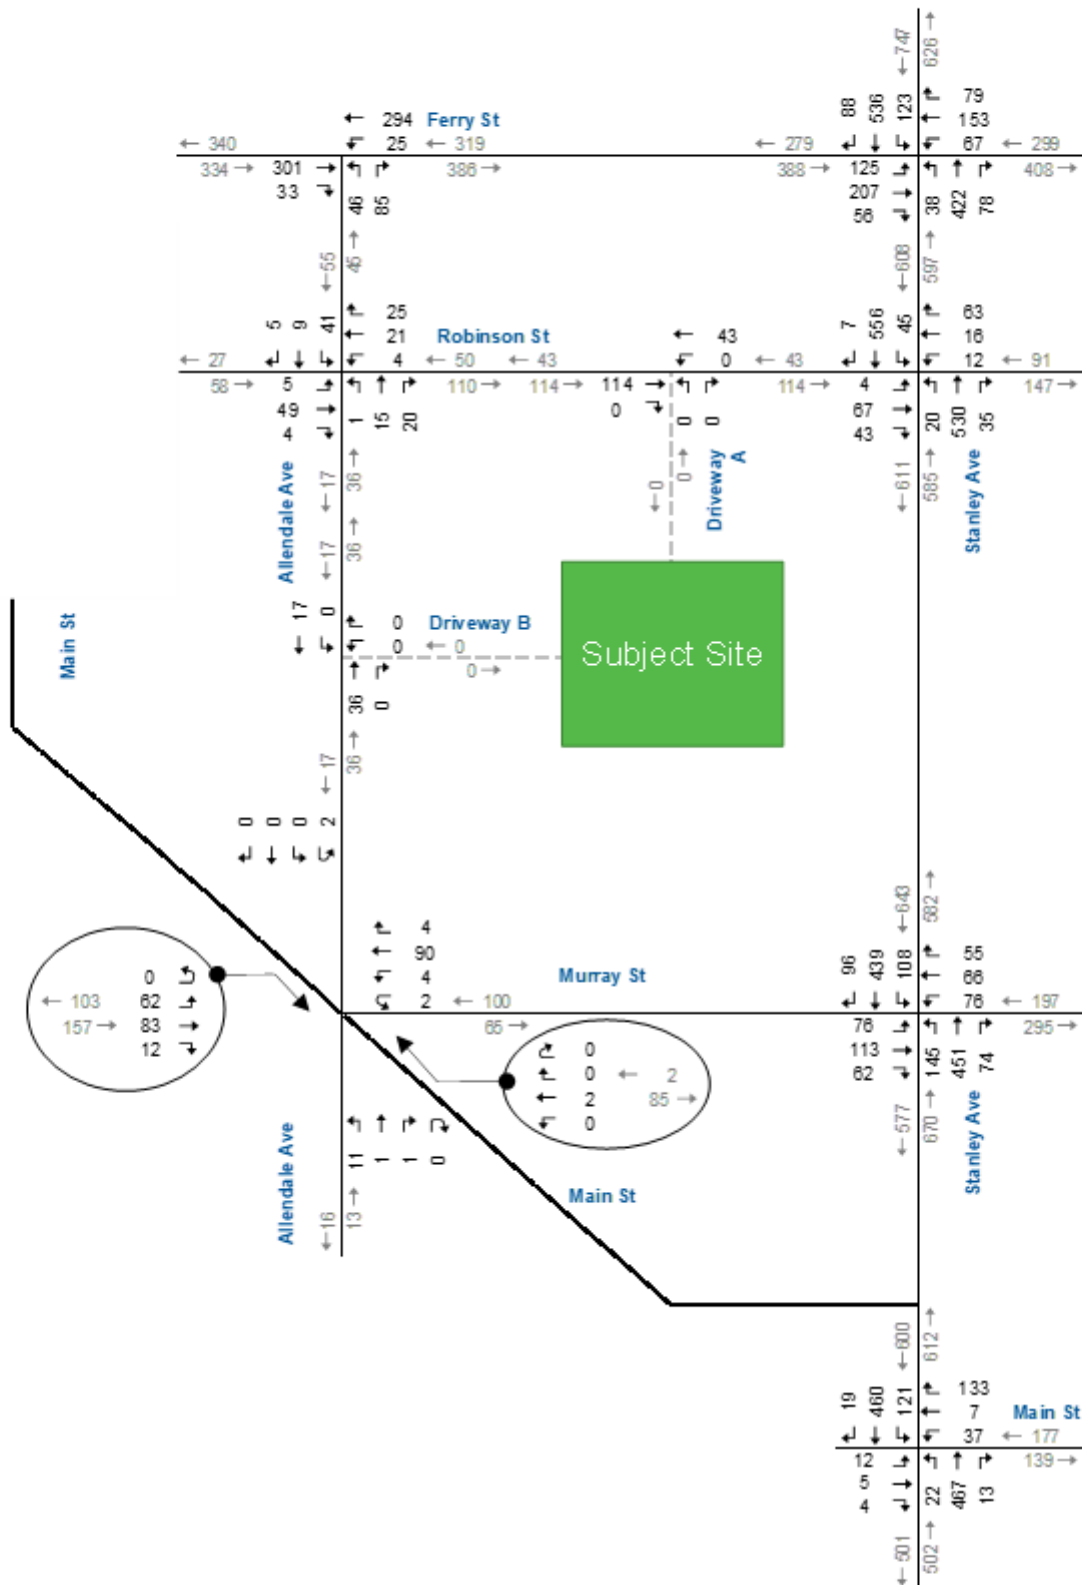 ←747
626→
88 536 123
79
← 294 Ferry St
153
← 340
25 ← 319
← 279
67 ← 299
334 → 301
386 →
388 → 125
408 →
33
207
56
46 85
38 422 78
←55
45→
←608
597→
5 9 41
25
7 556 45
63
21 Robinson St
43
16
← 27
4 ← 50 ← 43
0 ← 43
12 ← 91
58 → 5
110 → 114 → 114
114 → 4
147 →
49
0
67
4
43
1 15 20
0 0
20 530 35
Allendale Ave
←17
36→
←0
0→
Driveway A
←611
585→
Stanley Ave
←17
36→
17 0
0 Driveway B
0 ← 0
0 →
Subject Site
Main St
36 0
←17
36→
0 0 0 2
←643
582→
4
90
4
2 ← 100
Murray St
65 →
96 439 108
55
66
76 ← 197
0
← 103 62
157 → 83
12
76
295 →
113
62
145 451 74
0
0 ← 2
2 85 →
0
←577
670→
Stanley Ave
11 1 1 0
Allendale Ave
←16
13→
Main St
←600
612→
19 460 121
133
7 Main St
37 ← 177
12
139 →
5
4
22 467 13
←501
502→